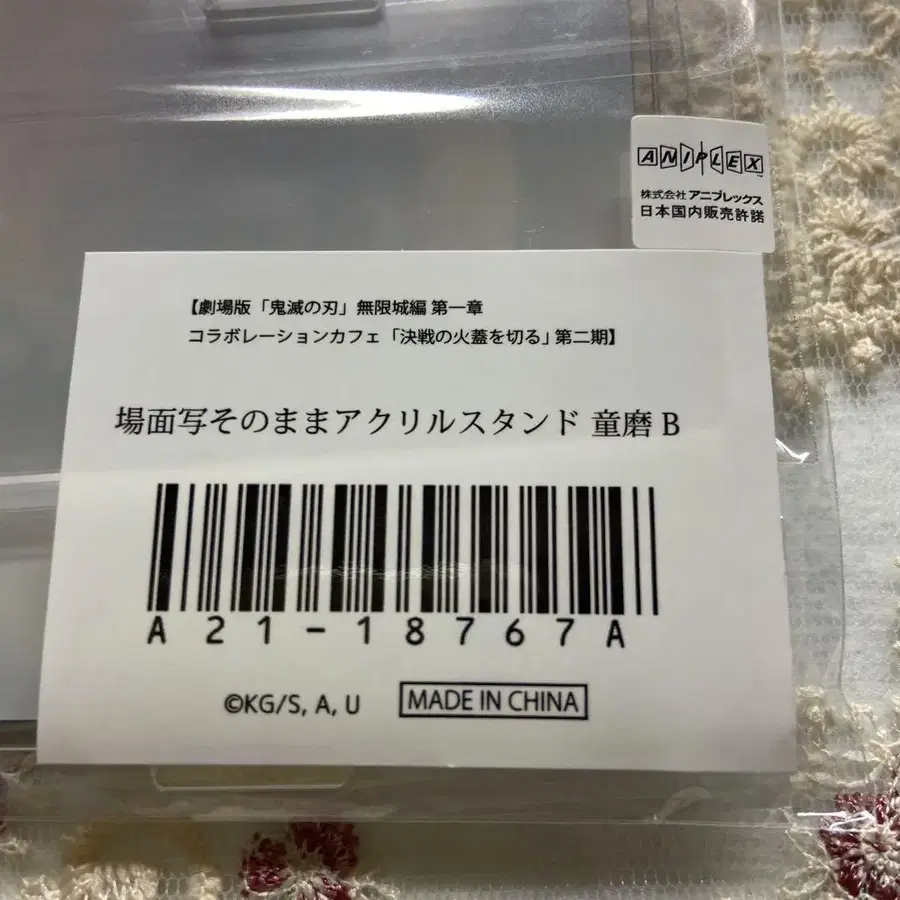 ANIPLEX
株式会社 アニプレックス
日本国内販売許諾
【劇場版「鬼滅の刃」無限城編 第一章
コラボレーションカフェ「決戦の火蓋を切る」第二期】
場面写そのままアクリルスタンド 童磨 B
A21-18767A
©KG/S, A, U
MADE IN CHINA